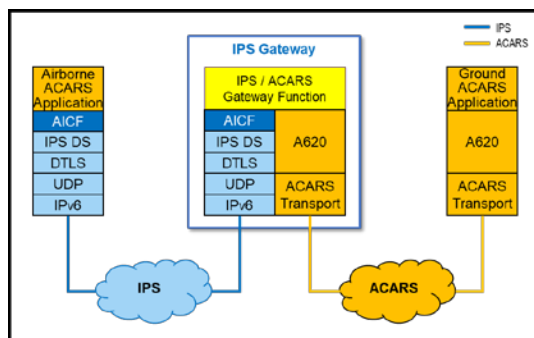 IPS
ACARS
IPS Gateway
Airborne
ACARS
Application
AICF
IPS DS
DTLS
UDP
IPv6
IPS / ACARS
Gateway Function
AICF
IPS DS
DTLS
UDP
IPv6
A620
ACARS
Transport
Ground
ACARS
Application
A620
ACARS
Transport
IPS
ACARS